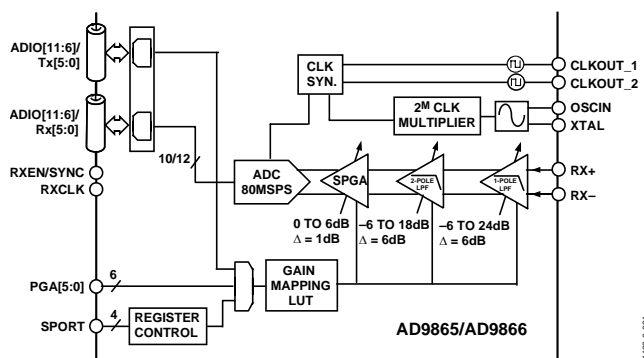 ADIO[11:6]/
Tx[5:0]
ADIO[11:6]/
Rx[5:0]
RXEN/SYNC
RXCLK
PGA[5:0]
SPORT
10/12
6
4
REGISTER
CONTROL
ADC
80MSPS
CLK
SYN.
2M CLK
MULTIPLIER
SPGA
2-POLE
LPF
1-POLE
LPF
0 TO 6dB
Δ = 1dB
–6 TO 18dB
Δ = 6dB
–6 TO 24dB
Δ = 6dB
GAIN
MAPPING
LUT
CLKOUT_1
CLKOUT_2
OSCIN
XTAL
RX+
RX–
AD9865/AD9866